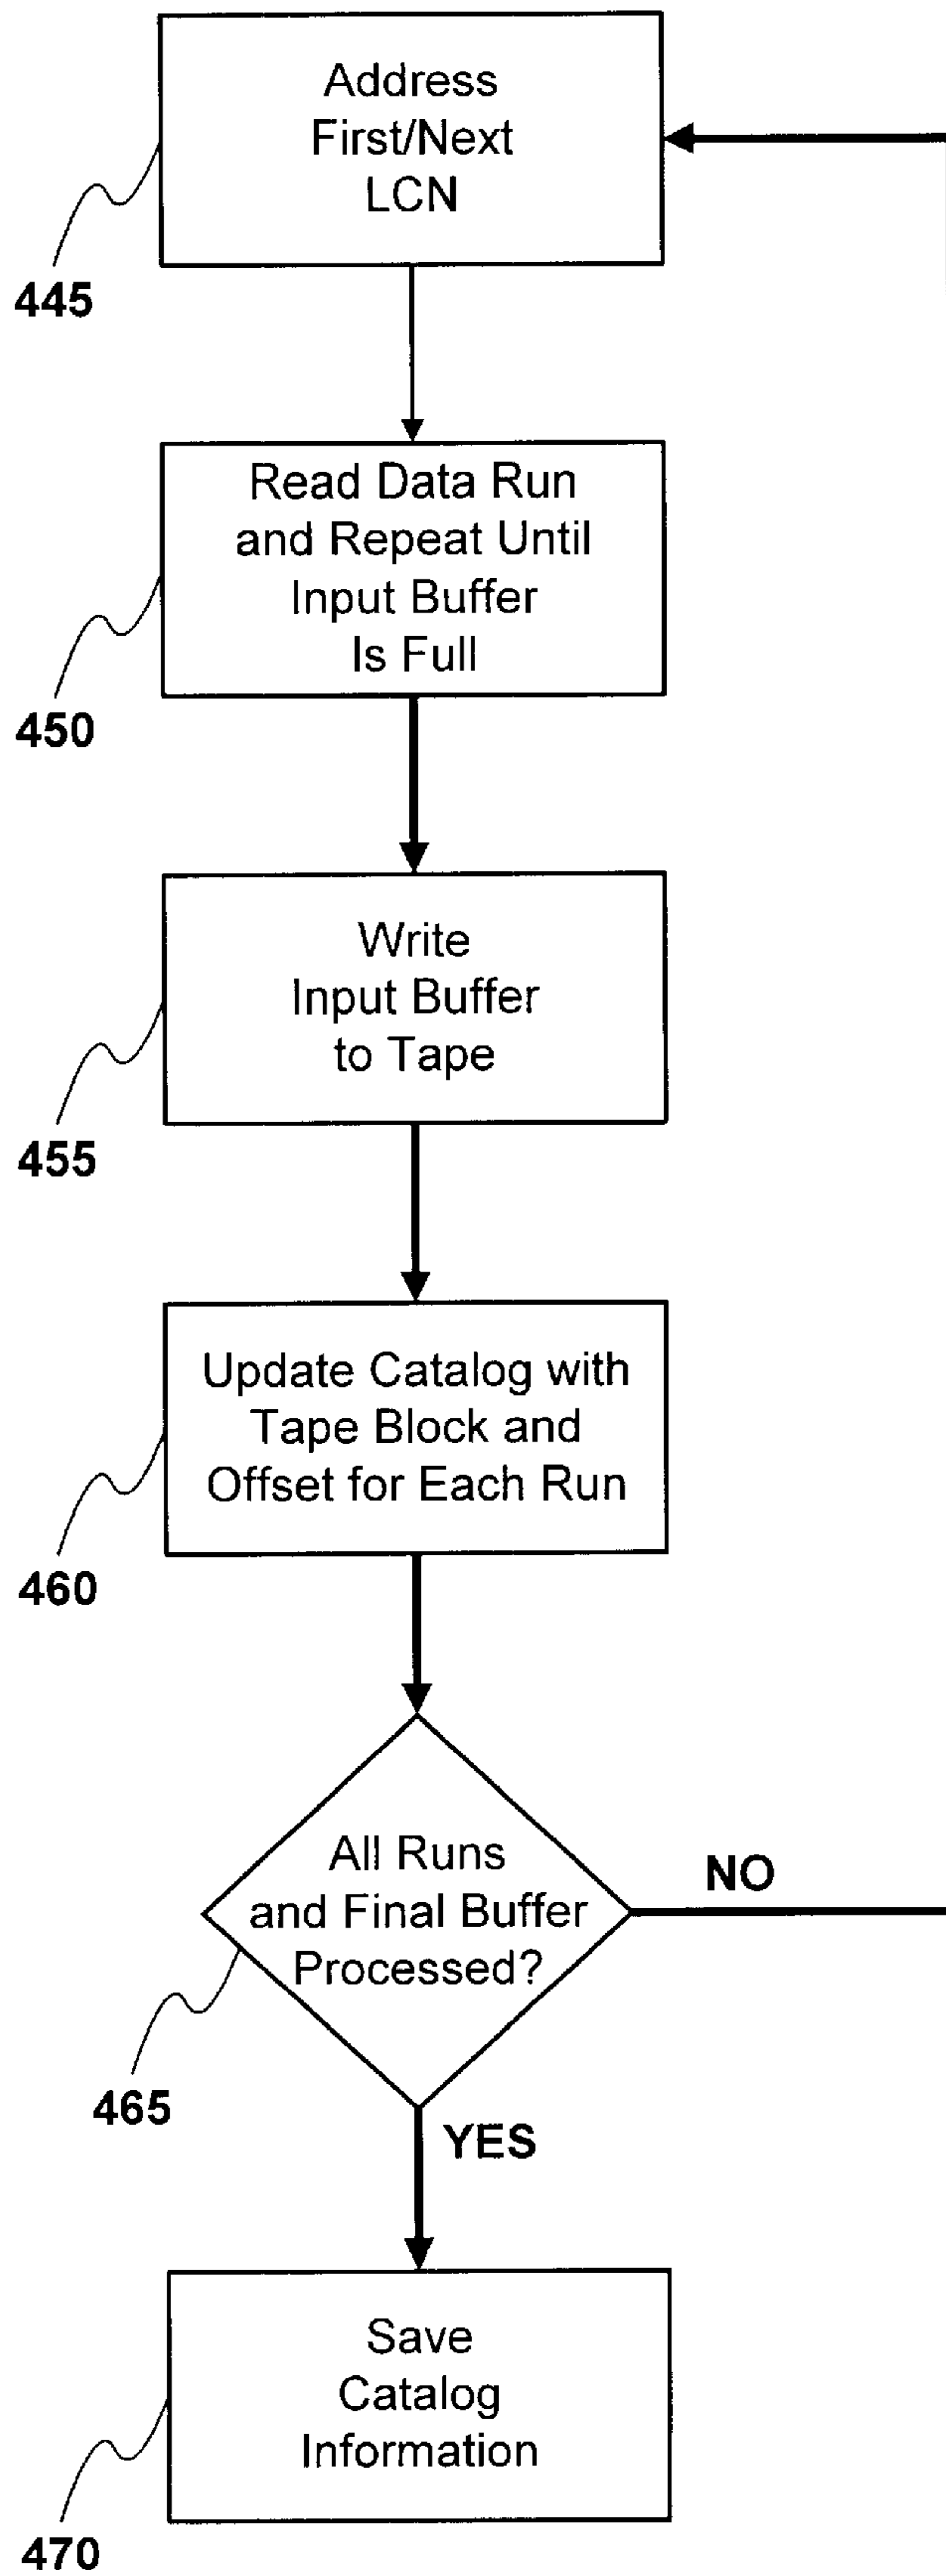 Address
First/Next
LCN
445
Read Data Run
and Repeat Until
Input Buffer
Is Full
450
Write
Input Buffer
to Tape
455
Update Catalog with
Tape Block and
Offset for Each Run
460
All Runs
and Final Buffer
Processed?
NO
465
YES
Save
Catalog
Information
470